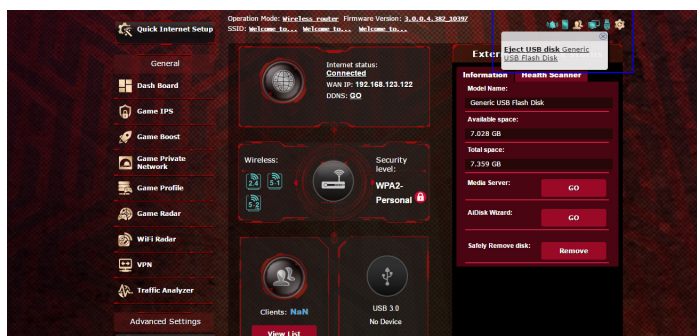 Quick Internet Setup
Operation Mode: Wireless router Firmware Version: 3.0.0.4.382_10397
SSID: Welcome to... Welcome to... Welcome to...
General
Dash Board
Game IPS
Game Boost
Game Private
Network
Game Profile
Game Radar
WiFi Radar
VPN
Traffic Analyzer
Advanced Settings
Internet status:
Connected
WAN IP: 192.168.123.122
DDNS: GO
Wireless:
2.4
5-1
5-2
Security
level:
WPA2-
Personal
Clients: NaN
View List
USB 3.0
No Device
Eject USB disk Generic
USB Flash Disk
Exter
Information
Health Scanner
Model Name:
Generic USB Flash Disk
Available space:
7.028 GB
Total space:
7.359 GB
Media Server:
GO
AiDisk Wizard:
GO
Safely Remove disk:
Remove